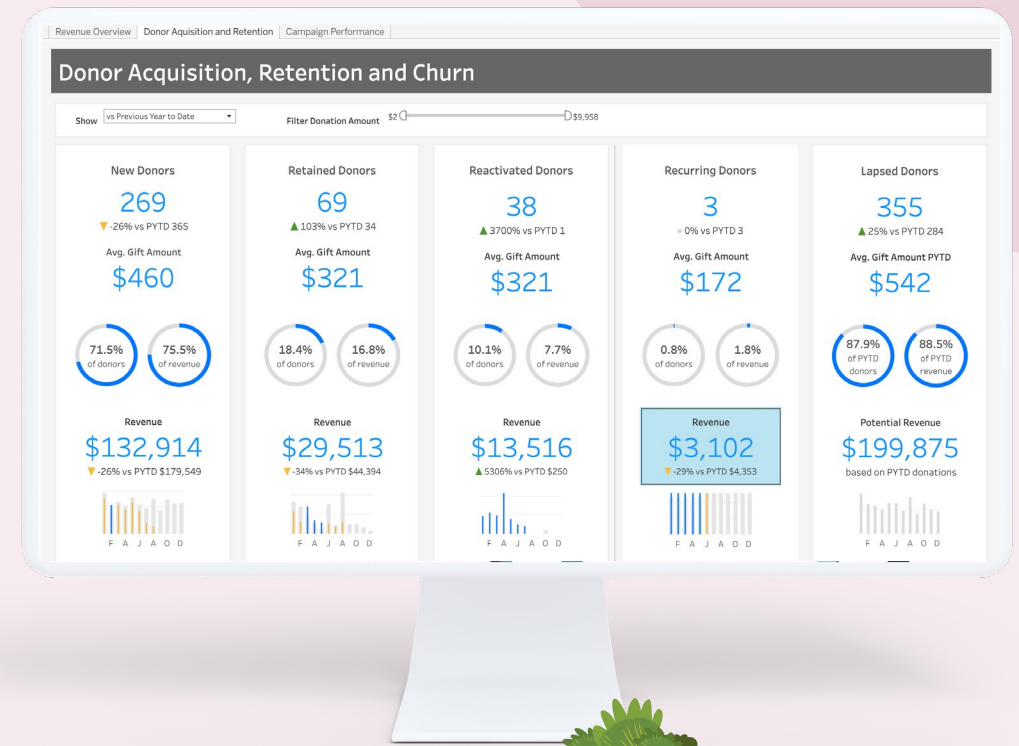 Revenue Overview
Donor Aquisition and Retention
Campaign Performance
Donor Acquisition, Retention and Churn
Show
vs Previous Year to Date
Filter Donation Amount
$2
$9,958
New Donors
269
-26% vs PYTD 365
Avg. Gift Amount
$460
71.5%
of donors
75.5%
of revenue
Revenue
$132,914
-26% vs PYTD $179,549
F A J A O D
Retained Donors
69
103% vs PYTD 34
Avg. Gift Amount
$321
18.4%
of donors
16.8%
of revenue
Revenue
$29,513
-34% vs PYTD $44,394
F A J A O D
Reactivated Donors
38
3700% vs PYTD 1
Avg. Gift Amount
$321
10.1%
of donors
7.7%
of revenue
Revenue
$13,516
5306% vs PYTD $250
F A J A O D
Recurring Donors
3
0% vs PYTD 3
Avg. Gift Amount
$172
0.8%
of donors
1.8%
of revenue
Revenue
$3,102
-29% vs PYTD $4,353
F A J A O D
Lapsed Donors
355
25% vs PYTD 284
Avg. Gift Amount PYTD
$542
87.9%
of PYTD
donors
88.5%
of PYTD
revenue
Potential Revenue
$199,875
based on PYTD donations
F A J A O D